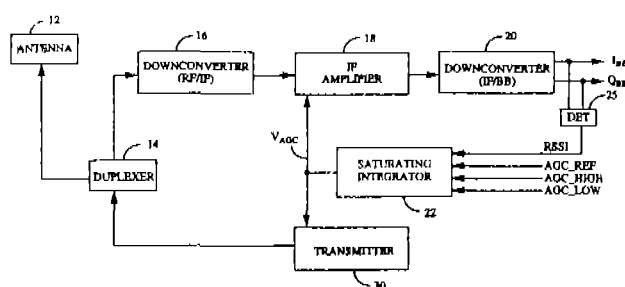 12
ANTENNA
16
DOWNCONVERTER
(RF/IF)
18
IF
AMPLIFIER
20
DOWNCONVERTER
(IF/BB)
I
Q
25
DET
RSSI
AGC_REF
AGC_HIGH
AGC_LOW
VAGC
SATURATING
INTEGRATOR
22
14
DUPLEXER
TRANSMITTER
30